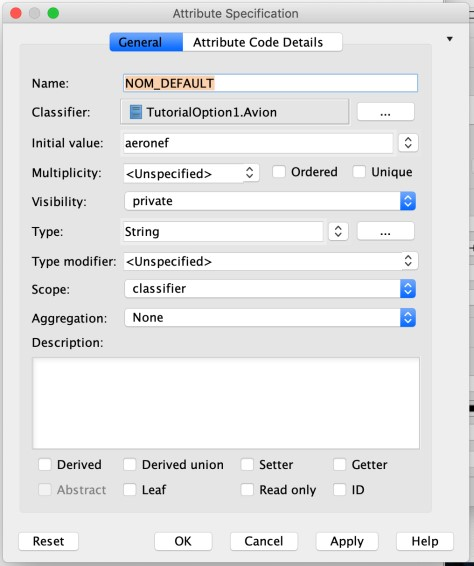 Attribute Specification
General Attribute Code Details
Name: NOM_DEFAULT
Classifier: TutorialOption1.Avion ...
Initial value: aeronef
Multiplicity: <Unspecified> Ordered Unique
Visibility: private
Type: String ...
Type modifier: <Unspecified>
Scope: classifier
Aggregation: None
Description:
Derived Derived union Setter Getter
Abstract Leaf Read only ID
Reset OK Cancel Apply Help